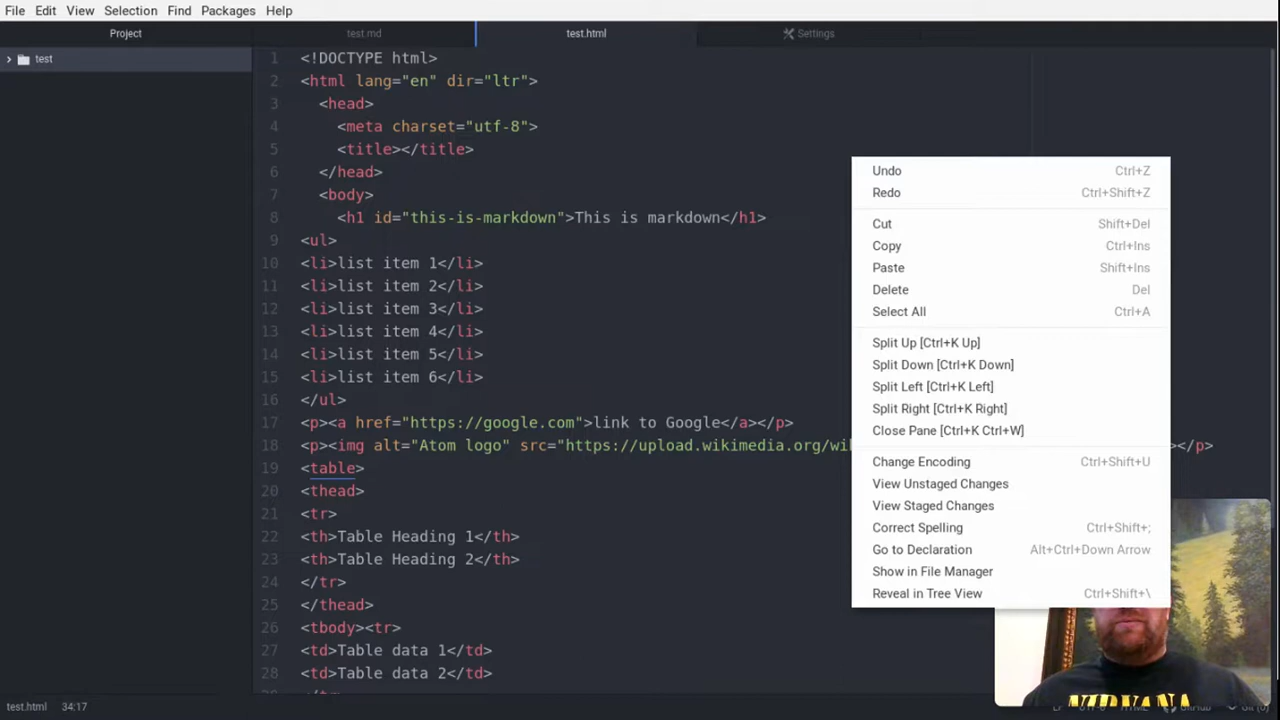 File Edit View Selection Find Packages Help
Project
test.md
test.html
Settings
test
1 <!DOCTYPE html>
2 <html lang="en" dir="ltr">
3 <head>
4 <meta charset="utf-8">
5 <title></title>
6 </head>
7 <body>
8 <h1 id="this-is-markdown">This is markdown</h1>
9 <ul>
10 <li>list item 1</li>
11 <li>list item 2</li>
12 <li>list item 3</li>
13 <li>list item 4</li>
14 <li>list item 5</li>
15 <li>list item 6</li>
16 </ul>
17 <p><a href="https://google.com">link to Google</a></p>
18 <p><img alt="Atom logo" src="https://upload.wikimedia.org/wi ></p>
19 <table>
20 <thead>
21 <tr>
22 <th>Table Heading 1</th>
23 <th>Table Heading 2</th>
24 </tr>
25 </thead>
26 <tbody><tr>
27 <td>Table data 1</td>
28 <td>Table data 2</td>
Undo Ctrl+Z
Redo Ctrl+Shift+Z
Cut Shift+Del
Copy Ctrl+Ins
Paste Shift+Ins
Delete Del
Select All Ctrl+A
Split Up [Ctrl+K Up]
Split Down [Ctrl+K Down]
Split Left [Ctrl+K Left]
Split Right [Ctrl+K Right]
Close Pane [Ctrl+K Ctrl+W]
Change Encoding Ctrl+Shift+U
View Unstaged Changes
View Staged Changes
Correct Spelling Ctrl+Shift+;
Go to Declaration Alt+Ctrl+Down Arrow
Show in File Manager
Reveal in Tree View Ctrl+Shift+\
NIRVANA
test.html 34:17